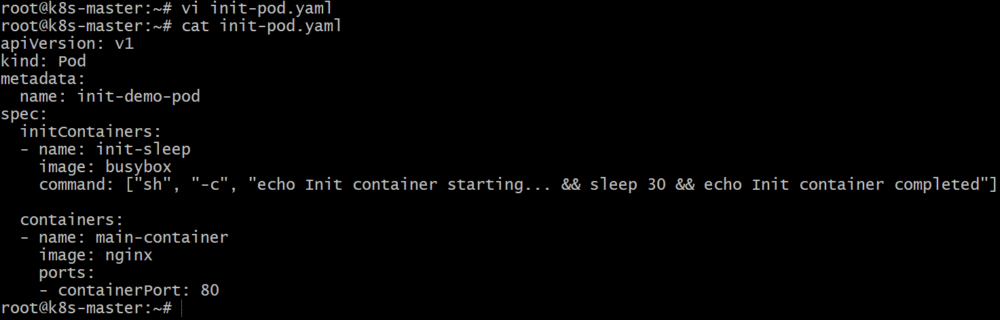 root@k8s-master:~# vi init-pod.yaml
root@k8s-master:~# cat init-pod.yaml
apiVersion: v1
kind: Pod
metadata:
  name: init-demo-pod
spec:
  initContainers:
  - name: init-sleep
    image: busybox
    command: ["sh", "-c", "echo Init container starting... && sleep 30 && echo Init container completed"]

  containers:
  - name: main-container
    image: nginx
    ports:
    - containerPort: 80
root@k8s-master:~#